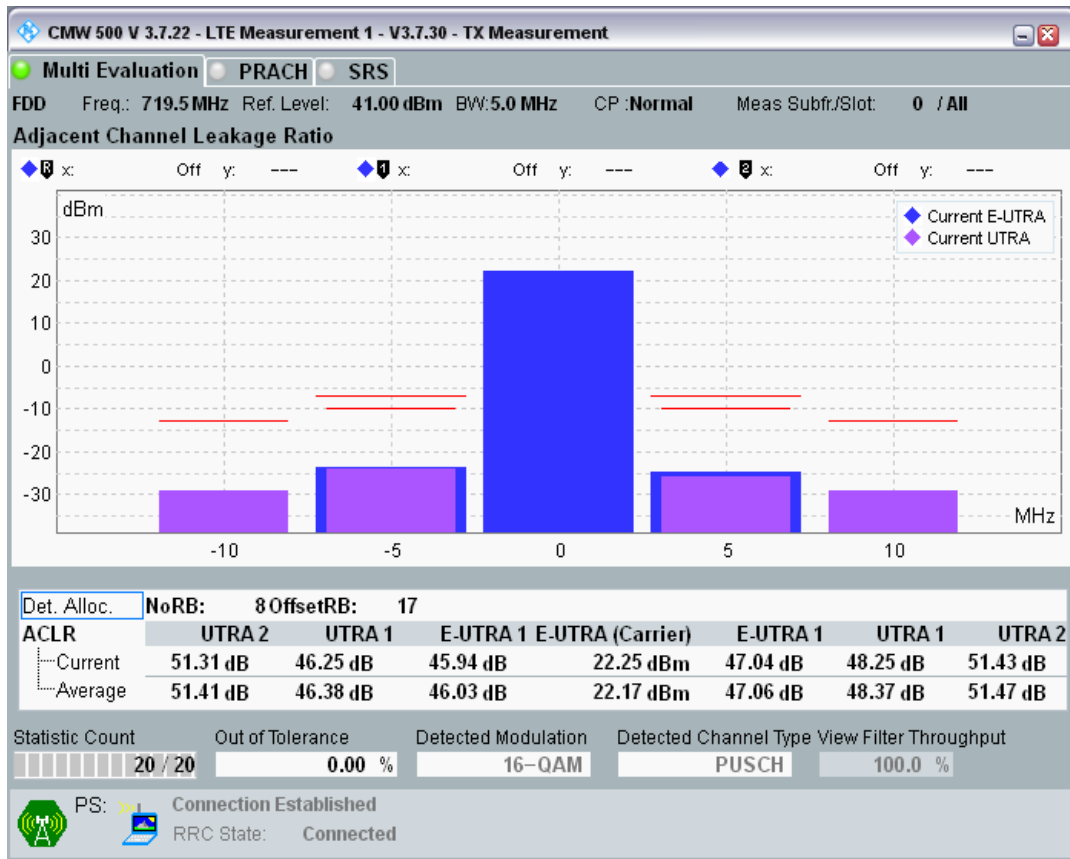 CMW 500 V 3.7.22 - LTE Measurement 1 - V3.7.30 - TX Measurement
Multi Evaluation PRACH SRS
FDD Freq.: 719.5 MHz Ref. Level: 41.00 dBm BW:5.0 MHz CP :Normal Meas Subfr./Slot: 0 / All
Adjacent Channel Leakage Ratio
R x: Off y: --- 1 x: Off y: --- 2 x: Off y: ---
dBm
Current E-UTRA
Current UTRA
30
20
10
0
-10
-20
-30
MHz
-10 -5 0 5 10
Det. Alloc. NoRB: 8 OffsetRB: 17
ACLR UTRA 2 UTRA 1 E-UTRA 1 E-UTRA (Carrier) E-UTRA 1 UTRA 1 UTRA 2
Current 51.31 dB 46.25 dB 45.94 dB 22.25 dBm 47.04 dB 48.25 dB 51.43 dB
Average 51.41 dB 46.38 dB 46.03 dB 22.17 dBm 47.06 dB 48.37 dB 51.47 dB
Statistic Count Out of Tolerance Detected Modulation Detected Channel Type View Filter Throughput
20 / 20 0.00 % 16-QAM PUSCH 100.0 %
PS: Connection Established
RRC State: Connected